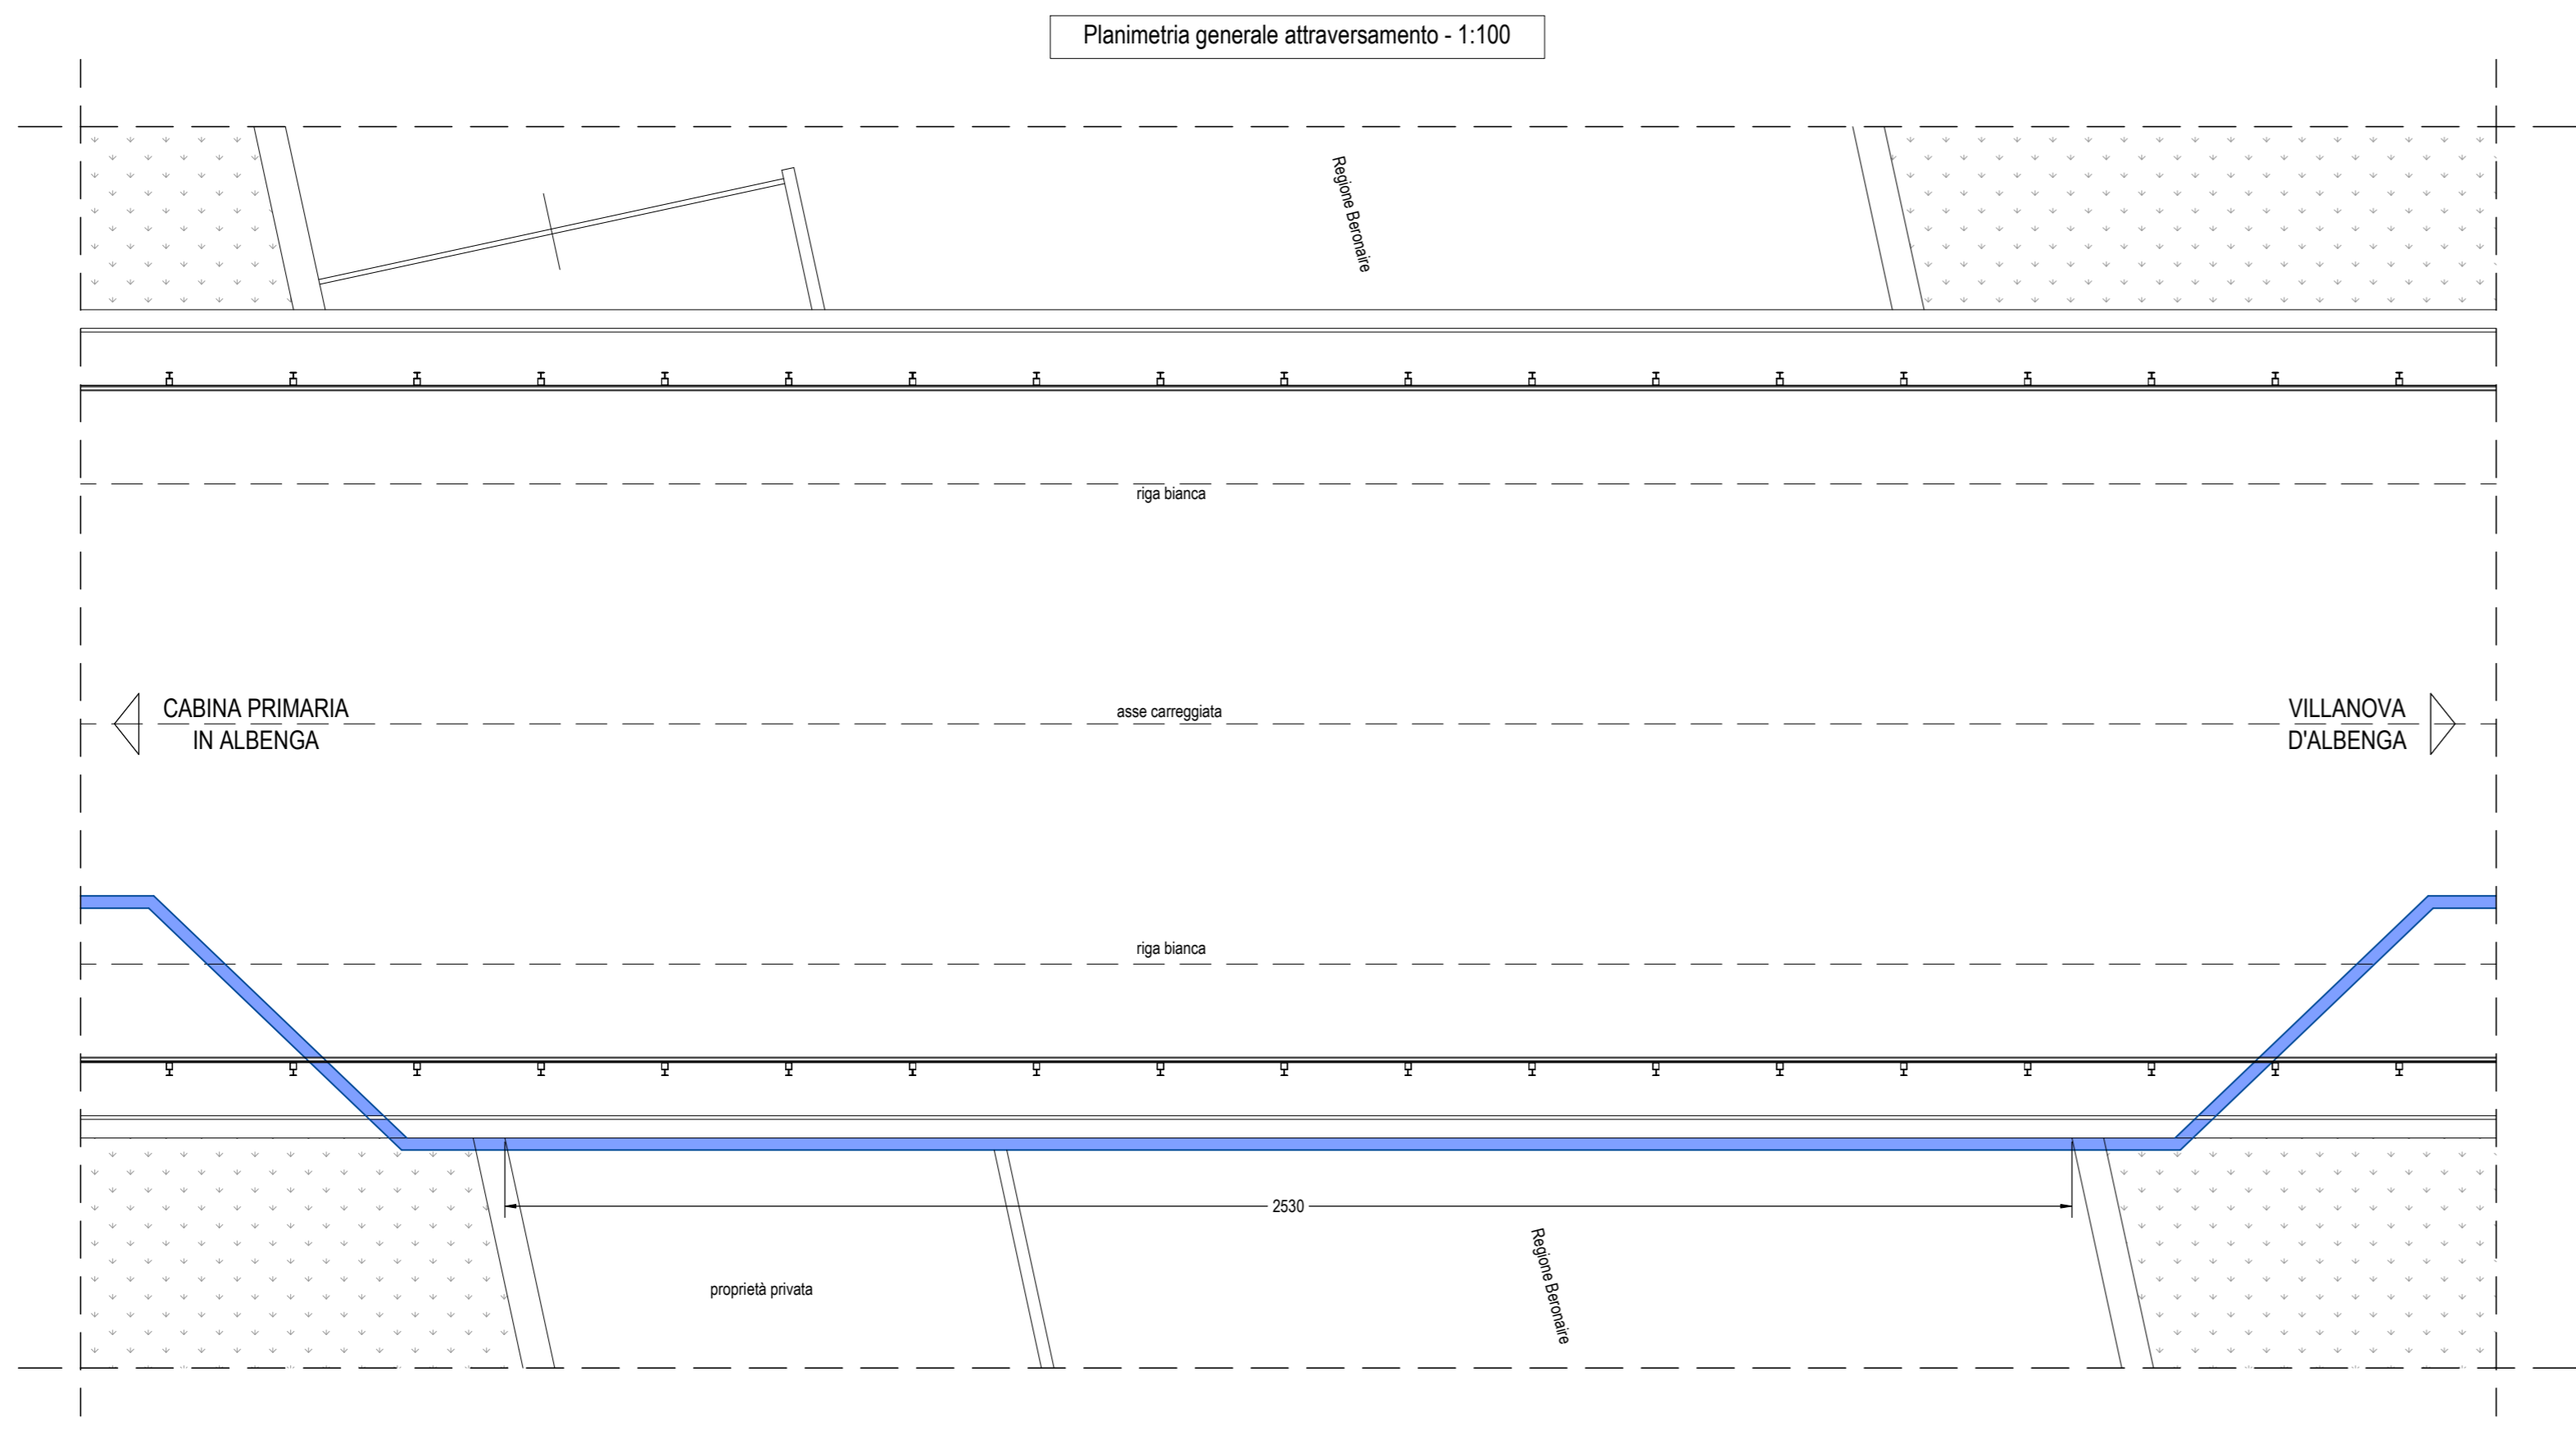 Planimetria generale attraversamento - 1:100
Regione Beronaire
riga bianca
CABINA PRIMARIA
IN ALBENGA
asse carreggiata
VILLANOVA
D'ALBENGA
riga bianca
2530
proprietà privata
Regione Beronaire